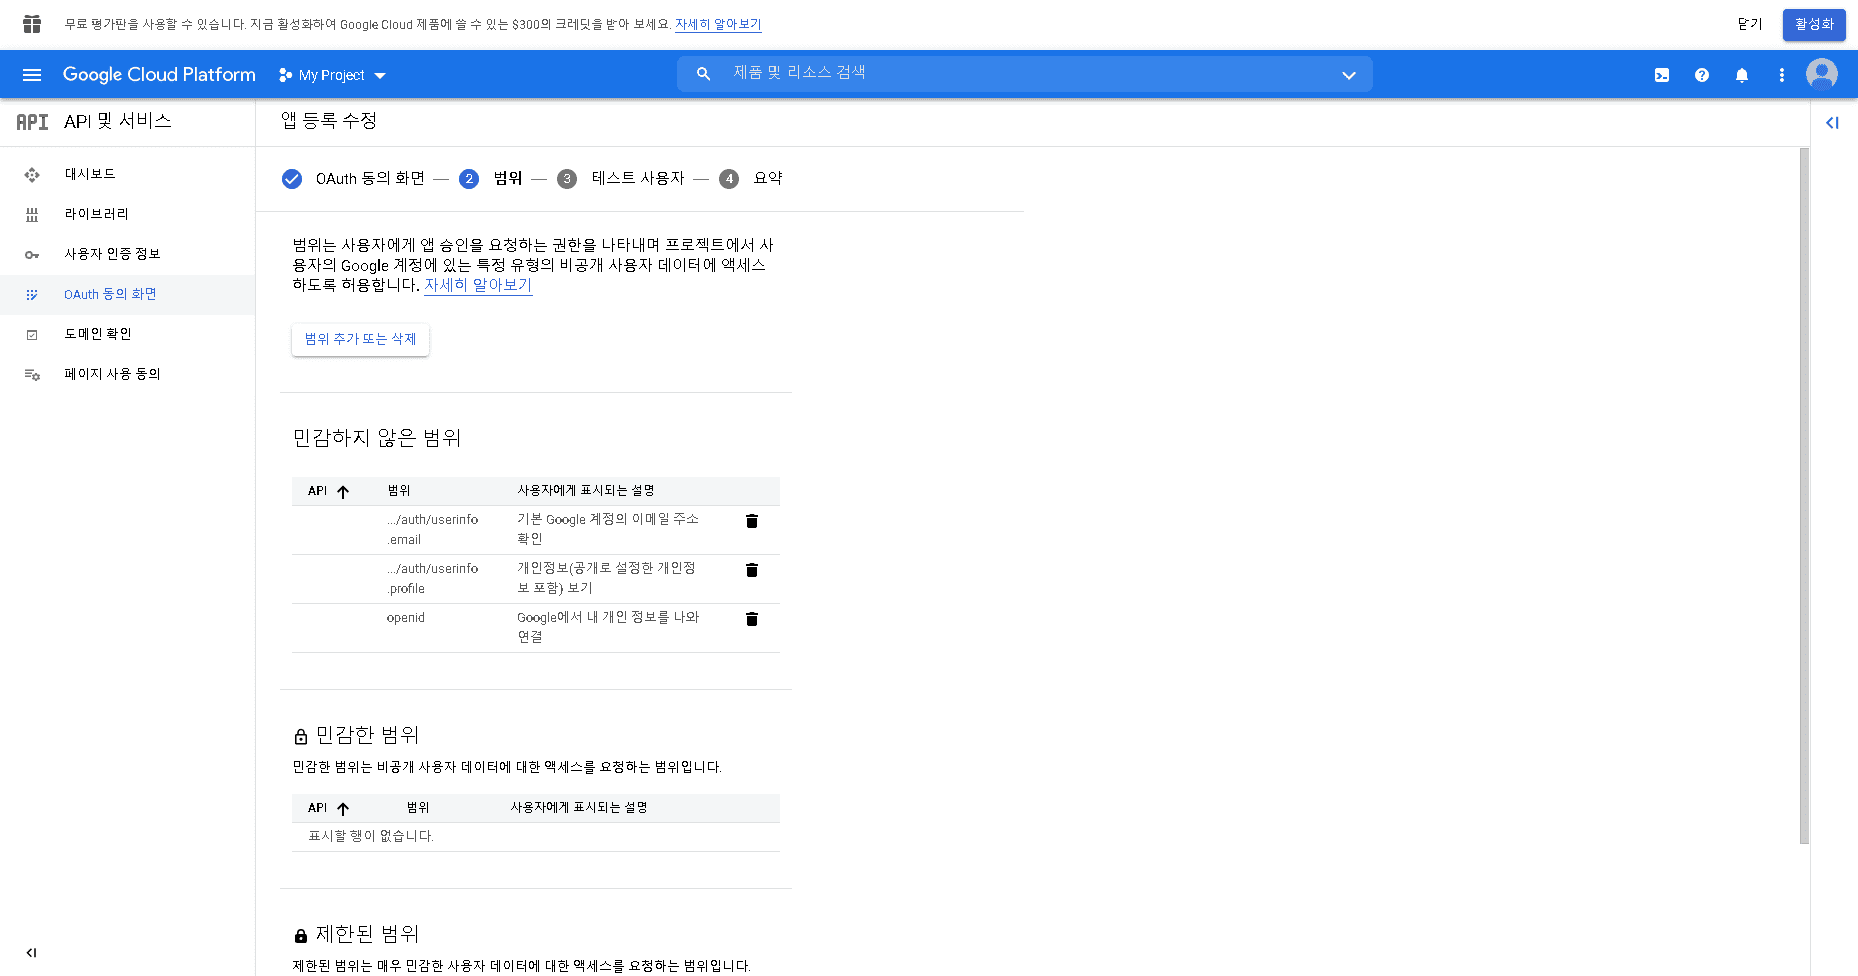 무료 평가판을 사용할 수 있습니다. 지금 활성화하여 Google Cloud 제품에 쓸 수 있는 $300의 크레딧을 받아 보세요. 자세히 알아보기
닫기
활성화
Google Cloud Platform
My Project
제품 및 리소스 검색
API
API 및 서비스
앱 등록 수정
대시보드
라이브러리
사용자 인증 정보
OAuth 동의 화면
도메인 확인
페이지 사용 동의
OAuth 동의 화면 — 2 범위 — 3 테스트 사용자 — 4 요약
범위는 사용자에게 앱 승인을 요청하는 권한을 나타내며 프로젝트에서 사
용자의 Google 계정에 있는 특정 유형의 비공개 사용자 데이터에 액세스
하도록 허용합니다. 자세히 알아보기
범위 추가 또는 삭제
민감하지 않은 범위
API 범위 사용자에게 표시되는 설명
.../auth/userinfo
.email
기본 Google 계정의 이메일 주소
확인
.../auth/userinfo
.profile
개인정보(공개로 설정한 개인정
보 포함) 보기
openid
Google에서 내 개인 정보를 나와
연결
민감한 범위
민감한 범위는 비공개 사용자 데이터에 대한 액세스를 요청하는 범위입니다.
API 범위 사용자에게 표시되는 설명
표시할 행이 없습니다.
제한된 범위
제한된 범위는 매우 민감한 사용자 데이터에 대한 액세스를 요청하는 범위입니다.